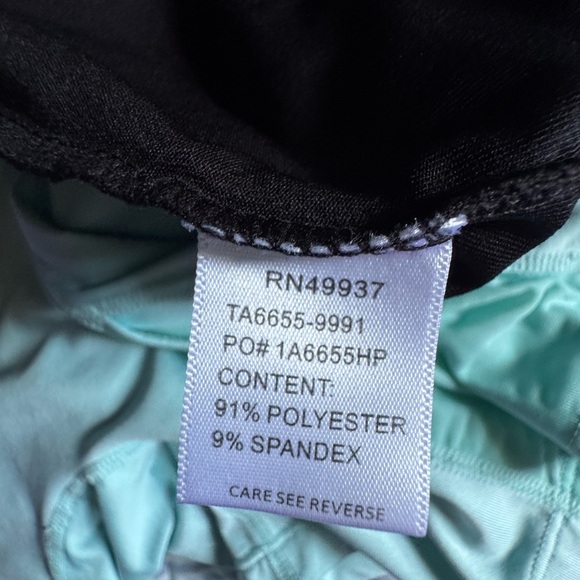 RN49937
TA6655-9991
PO# 1A6655HP
CONTENT:
91% POLYESTER
9% SPANDEX
CARE SEE REVERSE